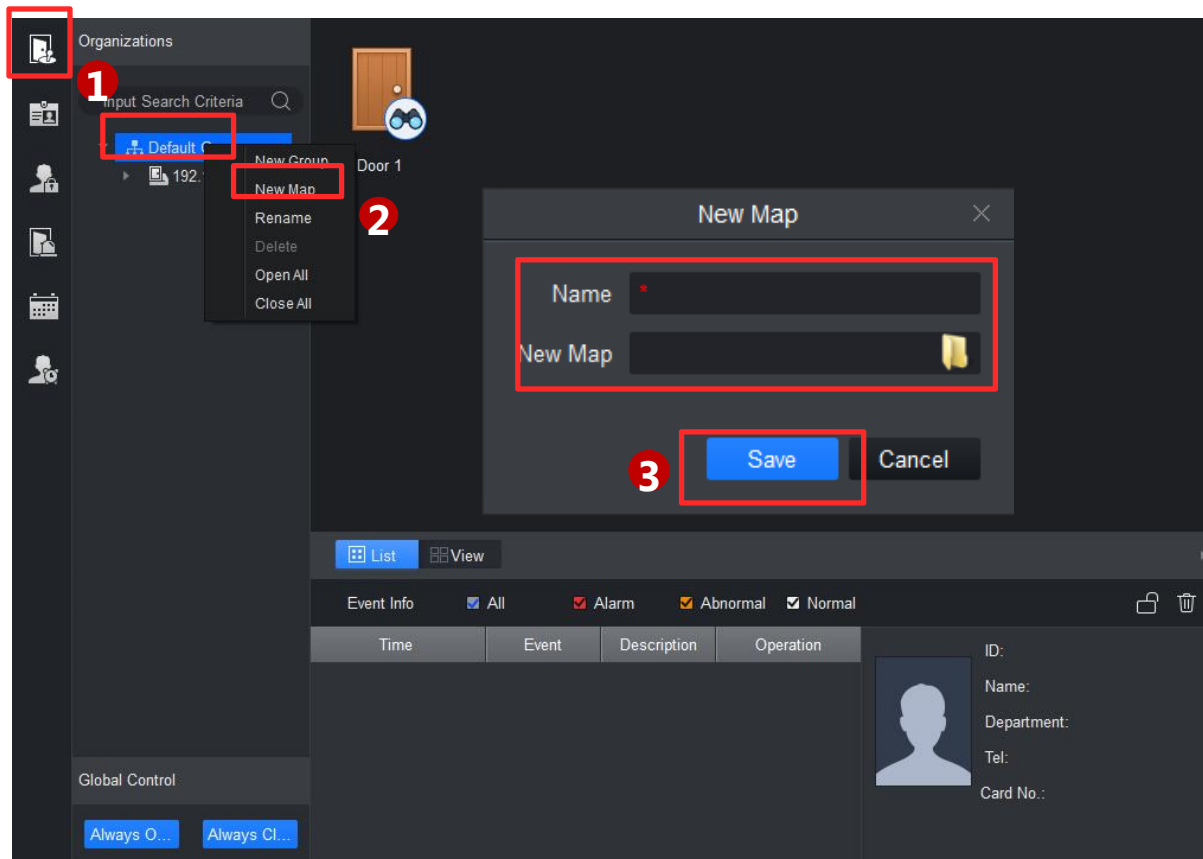 Organizations
1
Input Search Criteria
Default
192.
New Group
New Map
Rename
Delete
Open All
Close All
2
Door 1
New Map
Name *
New Map
3
Save
Cancel
List
View
Event Info
All
Alarm
Abnormal
Normal
Time
Event
Description
Operation
ID:
Name:
Department:
Tel:
Card No.:
Global Control
Always O...
Always Cl...